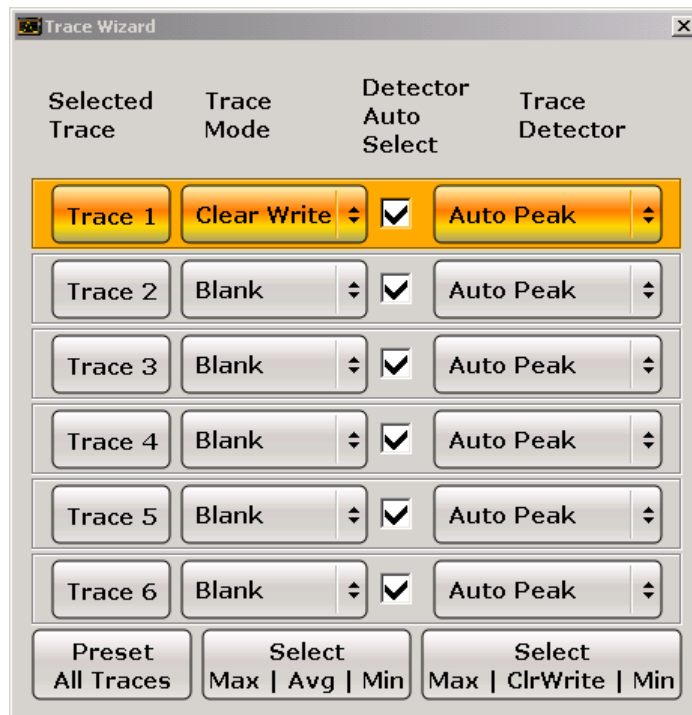 Trace Wizard
Selected Trace
Trace Mode
Detector Auto Select
Trace Detector
Trace 1 Clear Write Auto Peak
Trace 2 Blank Auto Peak
Trace 3 Blank Auto Peak
Trace 4 Blank Auto Peak
Trace 5 Blank Auto Peak
Trace 6 Blank Auto Peak
Preset
All Traces
Select
Max | Avg | Min
Select
Max | ClrWrite | Min